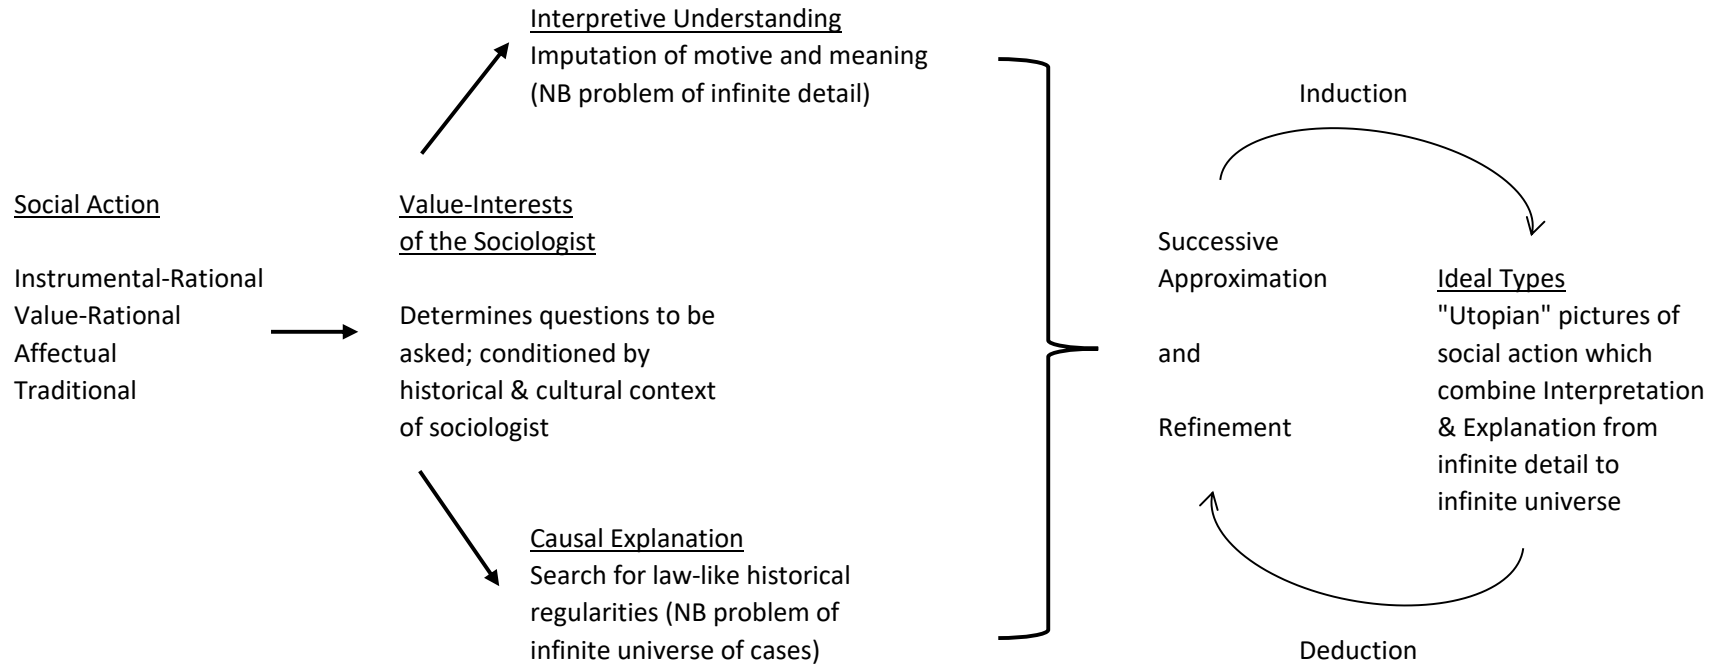 Interpretive Understanding
Imputation of motive and meaning
(NB problem of infinite detail)
Social Action
Instrumental-Rational
Value-Rational
Affectual
Traditional
Value-Interests
of the Sociologist
Determines questions to be
asked; conditioned by
historical & cultural context
of sociologist
Causal Explanation
Search for law-like historical
regularities (NB problem of
infinite universe of cases)
Induction
Successive
Approximation
and
Refinement
Ideal Types
"Utopian" pictures of
social action which
combine Interpretation
& Explanation from
infinite detail to
infinite universe
Deduction